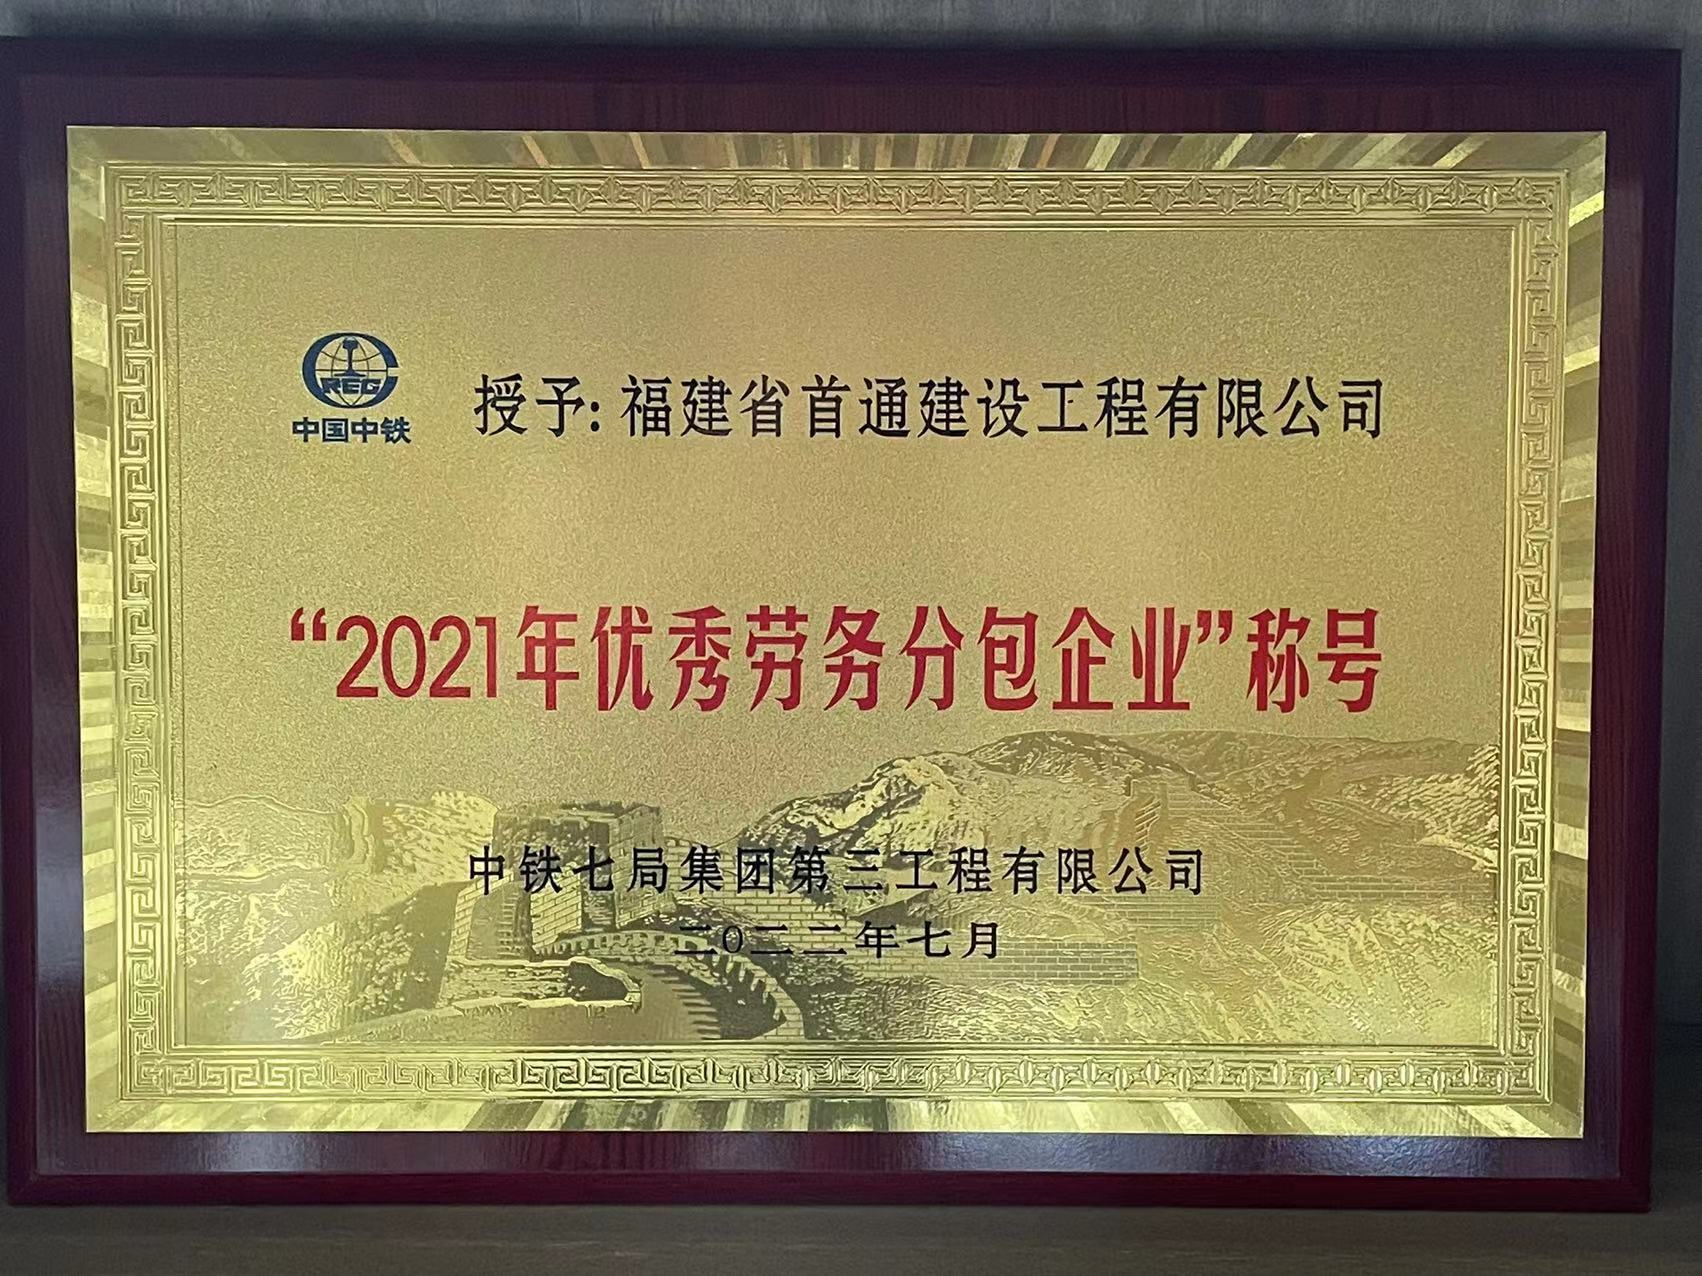 CREC
中国中铁
授予:福建省首通建设工程有限公司
“2021年优秀劳务分包企业”称号
中铁七局集团第三工程有限公司
二〇二二年七月